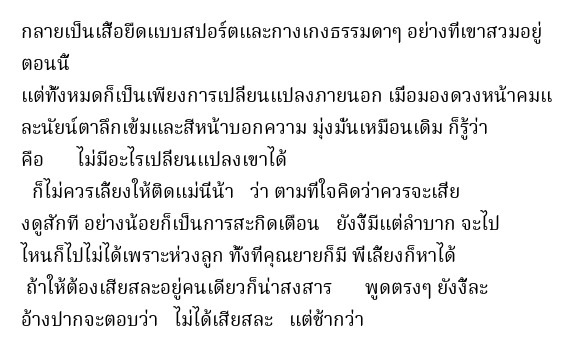 กลายเป็นเสื้อยืดแบบสปอร์ตและกางเกงธรรมดาๆ อย่างที่เขาสวมอยู่
ตอนนี้
แต่ทั้งหมดก็เป็นเพียงการเปลี่ยนแปลงภายนอก เมื่อมองดวงหน้าคมแ
ละนัยน์ตาลึกเข้มและสีหน้าบอกความ มุ่งมั่นเหมือนเดิม ก็รู้ว่า
คือ ไม่มีอะไรเปลี่ยนแปลงเขาได้
ก็ไม่ควรเลี้ยงให้ติดแม่นี่น้า ว่า ตามที่ใจคิดว่าควรจะเสี่ย
งดูสักที อย่างน้อยก็เป็นการสะกิดเตือน ยังงี้มีแต่ลำบาก จะไป
ไหนก็ไปไม่ได้เพราะห่วงลูก ทั้งที่คุณยายก็มี พี่เลี้ยงก็หาได้
ถ้าให้ต้องเสียสละอยู่คนเดียวก็น่าสงสาร พูดตรงๆ ยังงี้ละ
อ้างปากจะตอบว่า ไม่ได้เสียสละ แต่ช้ากว่า